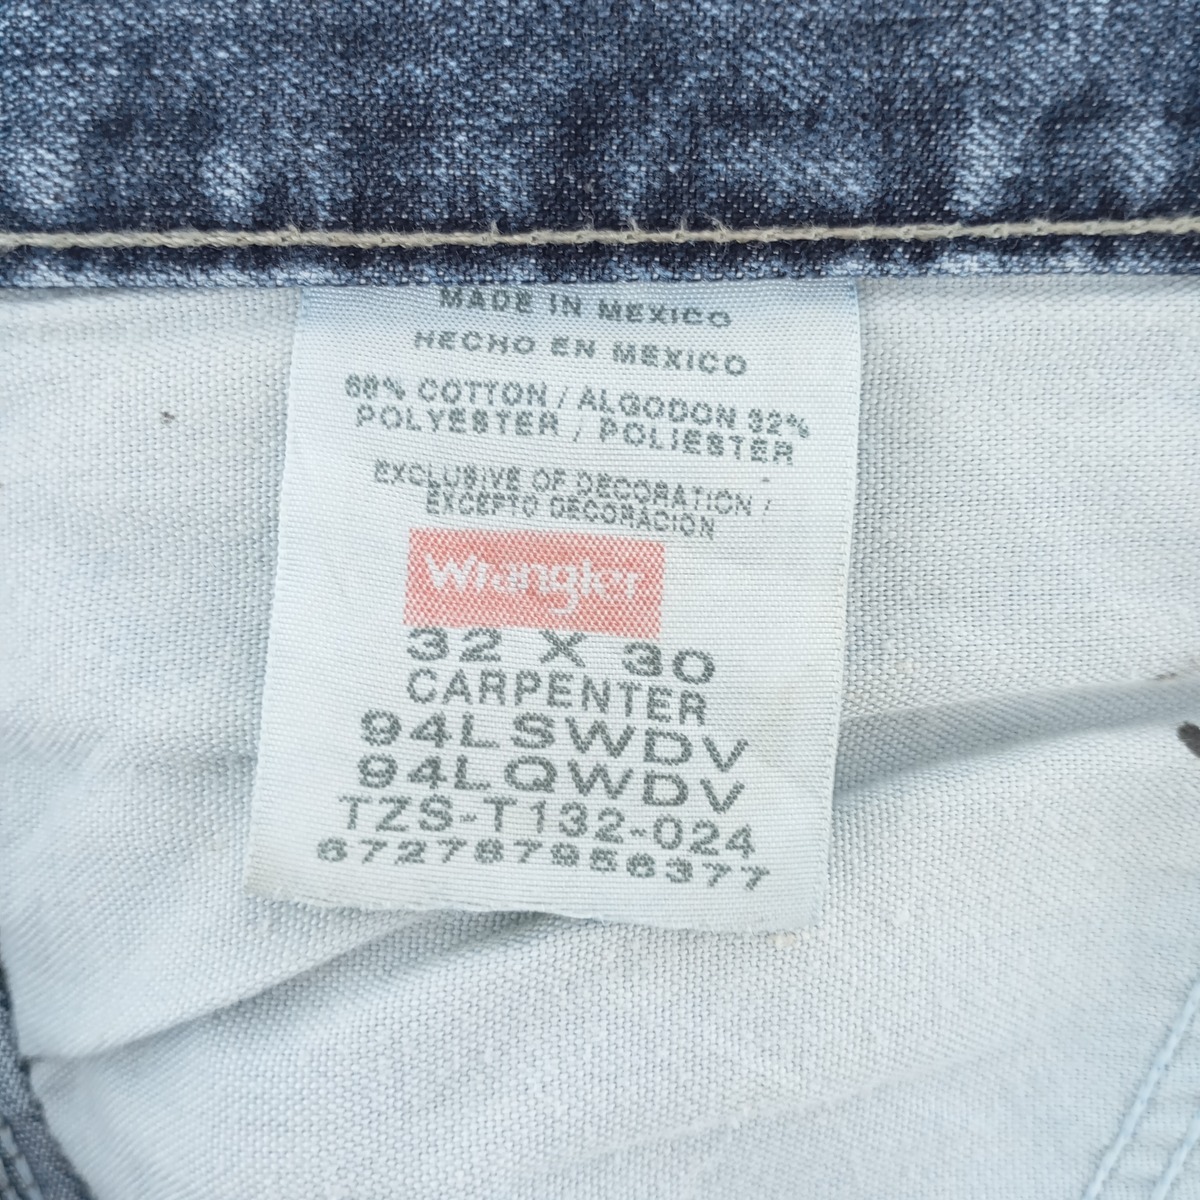 MADE IN MEXICO
HECHO EN MEXICO
68% COTTON / ALGODON 32%
POLYESTER / POLIESTER
EXCLUSIVE OF DECORATION /
EXCEPTO DECORACION
Wrangler
32 X 30
CARPENTER
94LSWDV
94LQWDV
TZS-T132-024
672787956377